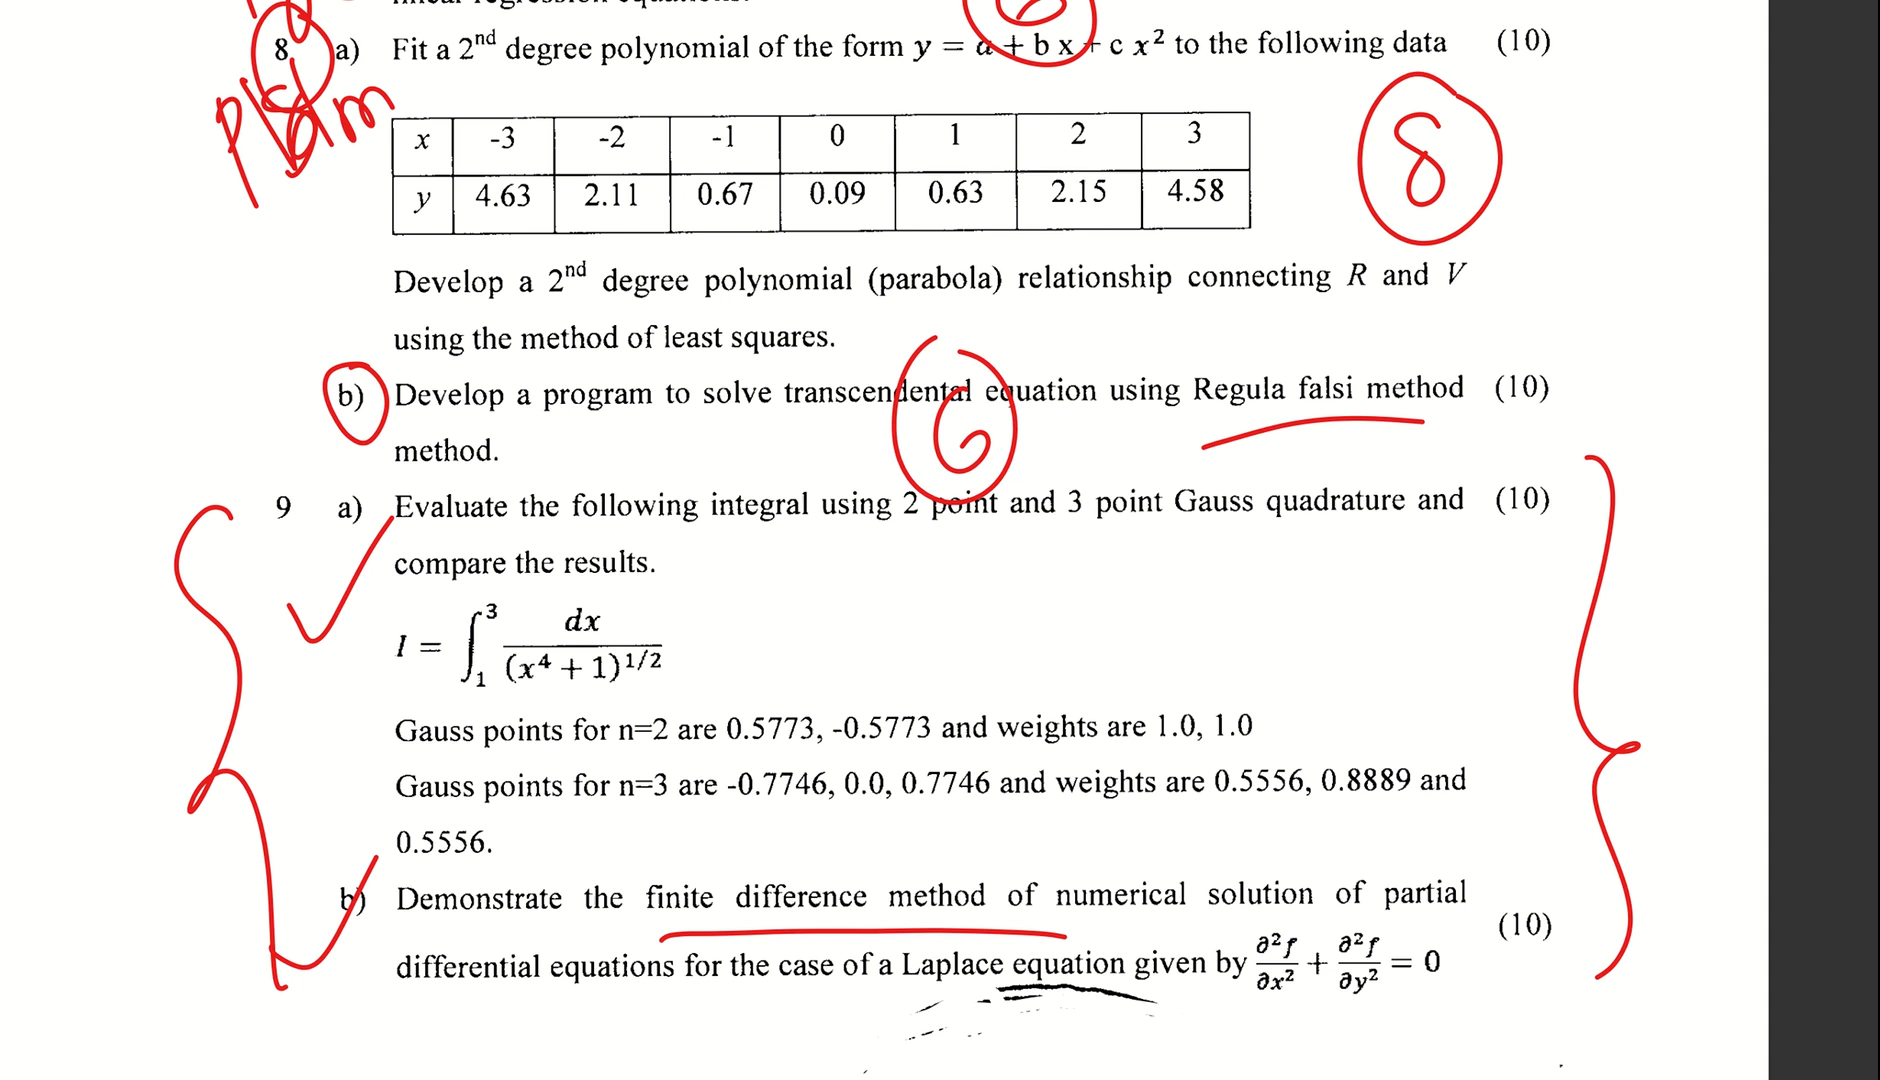 8. a) Fit a 2nd degree polynomial of the form y = a + b x + c x² to the following data (10)
x -3 -2 -1 0 1 2 3
y 4.63 2.11 0.67 0.09 0.63 2.15 4.58
8
Develop a 2nd degree polynomial (parabola) relationship connecting R and V
using the method of least squares.
b) Develop a program to solve transcendental equation using Regula falsi method (10)
method.
6
9 a) Evaluate the following integral using 2 point and 3 point Gauss quadrature and (10)
compare the results.
I = ∫₁³ dx / (x⁴ + 1)^1/2
Gauss points for n=2 are 0.5773, -0.5773 and weights are 1.0, 1.0
Gauss points for n=3 are -0.7746, 0.0, 0.7746 and weights are 0.5556, 0.8889 and
0.5556.
b) Demonstrate the finite difference method of numerical solution of partial
(10)
differential equations for the case of a Laplace equation given by ∂²f/∂x² + ∂²f/∂y² = 0